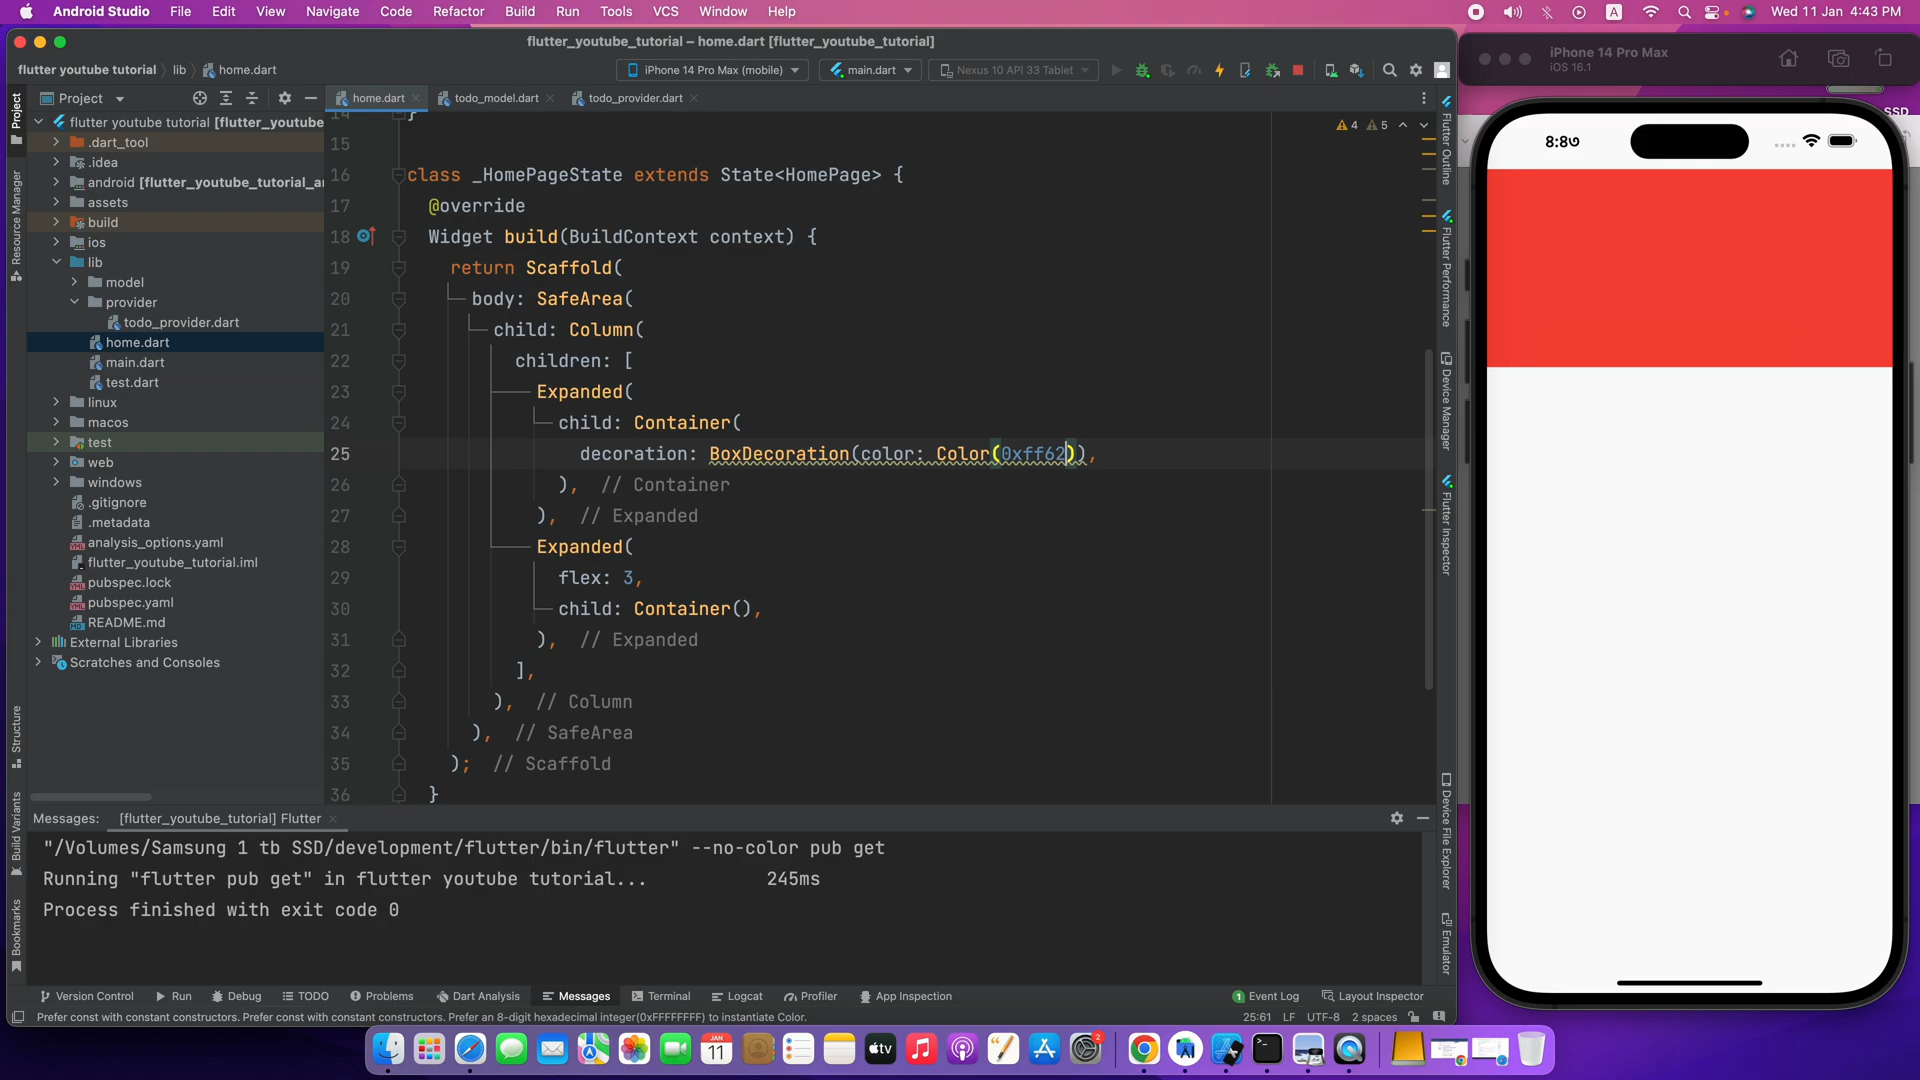 Android Studio File Edit View Navigate Code Refactor Build Run Tools VCS Window Help A Wed 11 Jan 4:43 PM
flutter_youtube_tutorial – home.dart [flutter_youtube_tutorial]
flutter youtube tutorial lib home.dart iPhone 14 Pro Max (mobile) main.dart Nexus 10 API 33 Tablet
Project home.dart todo_model.dart todo_provider.dart
flutter youtube tutorial [flutter_youtube
.dart_tool
.idea
android [flutter_youtube_tutorial_a
assets
build
ios
lib
model
provider
todo_provider.dart
home.dart
main.dart
test.dart
linux
macos
test
web
windows
.gitignore
.metadata
analysis_options.yaml
flutter_youtube_tutorial.iml
pubspec.lock
pubspec.yaml
README.md
External Libraries
Scratches and Consoles
Project
Resource Manager
Structure
Build Variants
Bookmarks
4 5
14 }
15
16 class _HomePageState extends State<HomePage> {
17 @override
18 Widget build(BuildContext context) {
19 return Scaffold(
20 body: SafeArea(
21 child: Column(
22 children: [
23 Expanded(
24 child: Container(
25 decoration: BoxDecoration(color: Color(0xff62)),
26 ), // Container
27 ), // Expanded
28 Expanded(
29 flex: 3,
30 child: Container(),
31 ), // Expanded
32 ],
33 ), // Column
34 ), // SafeArea
35 ); // Scaffold
36 }
Flutter Outline
Flutter Performance
Device Manager
Flutter Inspector
Device File Explorer
Emulator
Messages: [flutter_youtube_tutorial] Flutter
"/Volumes/Samsung 1 tb SSD/development/flutter/bin/flutter" --no-color pub get
Running "flutter pub get" in flutter youtube tutorial... 245ms
Process finished with exit code 0
Version Control Run Debug TODO Problems Dart Analysis Messages Terminal Logcat Profiler App Inspection 1 Event Log Layout Inspector
Prefer const with constant constructors. Prefer const with constant constructors. Prefer an 8-digit hexadecimal integer(0xFFFFFFFF) to instantiate Color. 25:61 LF UTF-8 2 spaces
iPhone 14 Pro Max
iOS 16.1
SSD
8:8৩
JAN
11
tv
2